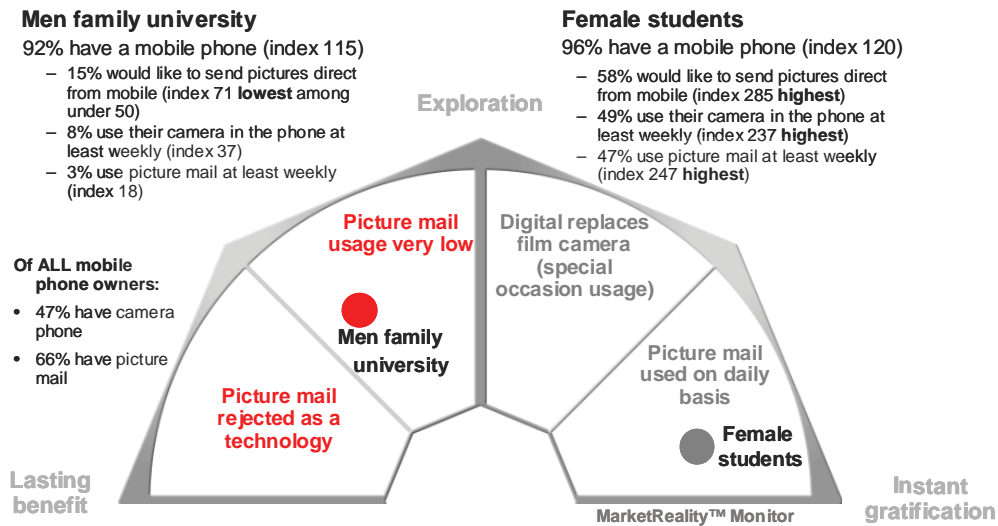 Men family university
92% have a mobile phone (index 115)
– 15% would like to send pictures direct
from mobile (index 71 lowest among
under 50)
– 8% use their camera in the phone at
least weekly (index 37)
– 3% use picture mail at least weekly
(index 18)
Female students
96% have a mobile phone (index 120)
– 58% would like to send pictures direct
from mobile (index 285 highest)
– 49% use their camera in the phone at
least weekly (index 237 highest)
– 47% use picture mail at least weekly
(index 247 highest)
Exploration
Of ALL mobile
phone owners:
• 47% have camera
phone
• 66% have picture
mail
Picture mail
usage very low
Men family
university
Digital replaces
film camera
(special
occasion usage)
Picture mail
rejected as a
technology
Picture mail
used on daily
basis
Female
students
Lasting
benefit
Instant
gratification
MarketReality™ Monitor